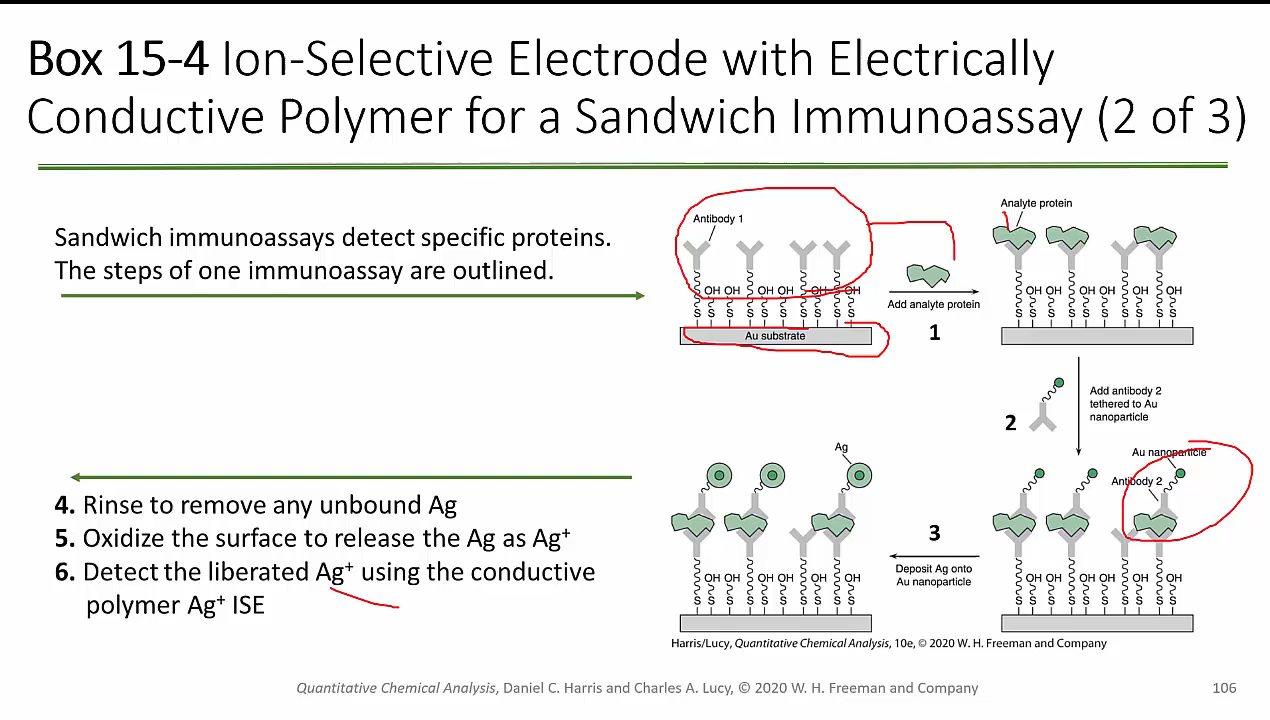 Box 15-4 Ion-Selective Electrode with Electrically
Conductive Polymer for a Sandwich Immunoassay (2 of 3)
Sandwich immunoassays detect specific proteins.
The steps of one immunoassay are outlined.
Antibody 1
OH OH OH OH OH OH
S S S S S S S S S S
Au substrate
Add analyte protein
1
Analyte protein
OH OH OH OH OH OH
S S S S S S S S S S
2
Add antibody 2
tethered to Au
nanoparticle
Au nanoparticle
Antibody 2
OH OH OH OH OH OH
S S S S S S S S S S
3
Deposit Ag onto
Au nanoparticle
Ag
OH OH OH OH OH OH
S S S S S S S S S S
4. Rinse to remove any unbound Ag
5. Oxidize the surface to release the Ag as Ag⁺
6. Detect the liberated Ag⁺ using the conductive
polymer Ag⁺ ISE
Harris/Lucy, Quantitative Chemical Analysis, 10e, © 2020 W. H. Freeman and Company
Quantitative Chemical Analysis, Daniel C. Harris and Charles A. Lucy, © 2020 W. H. Freeman and Company
106